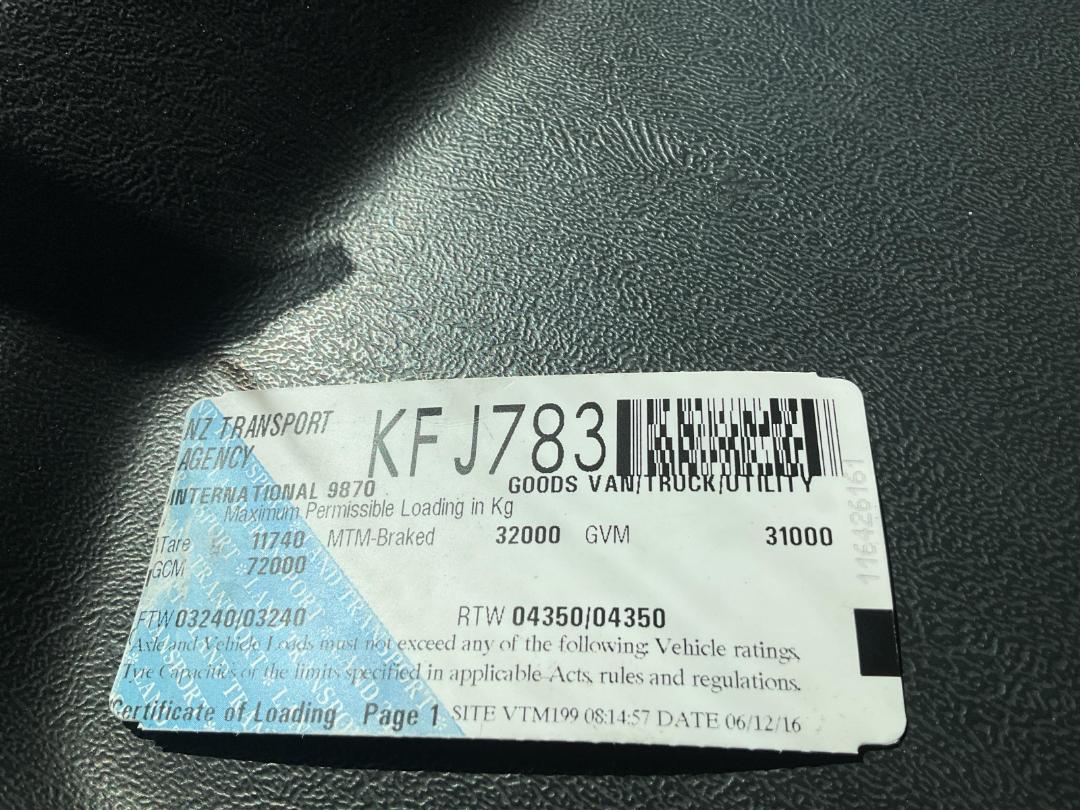 NZ TRANSPORT
AGENCY
KFJ783
INTERNATIONAL 9870 GOODS VAN/TRUCK/UTILITY
Maximum Permissible Loading in Kg
Tare 11740 MTM-Braked 32000 GVM 31000
GCM 72000
FTW 03240/03240 RTW 04350/04350
Axle and Vehicle Loads must not exceed any of the following: Vehicle ratings,
Tyre Capacities or the limits specified in applicable Acts, rules and regulations.
Certificate of Loading Page 1 SITE VTM199 08:14:57 DATE 06/12/16